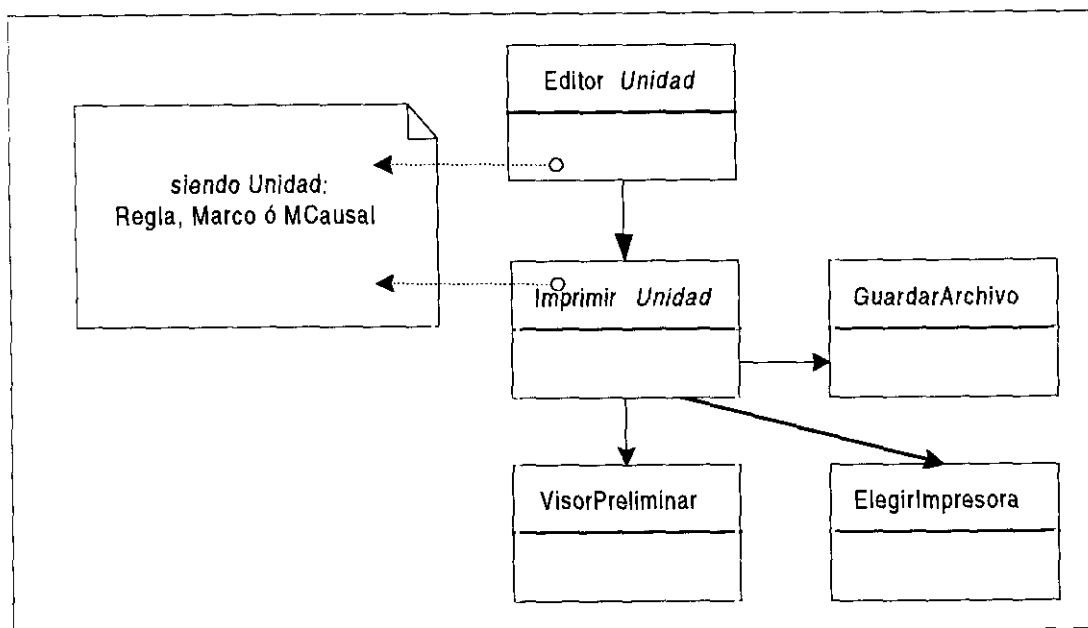 Editor Unidad
siendo Unidad:
Regla, Marco ó MCausal
Imprimir Unidad
GuardarArchivo
VisorPreliminar
ElegirImpresora